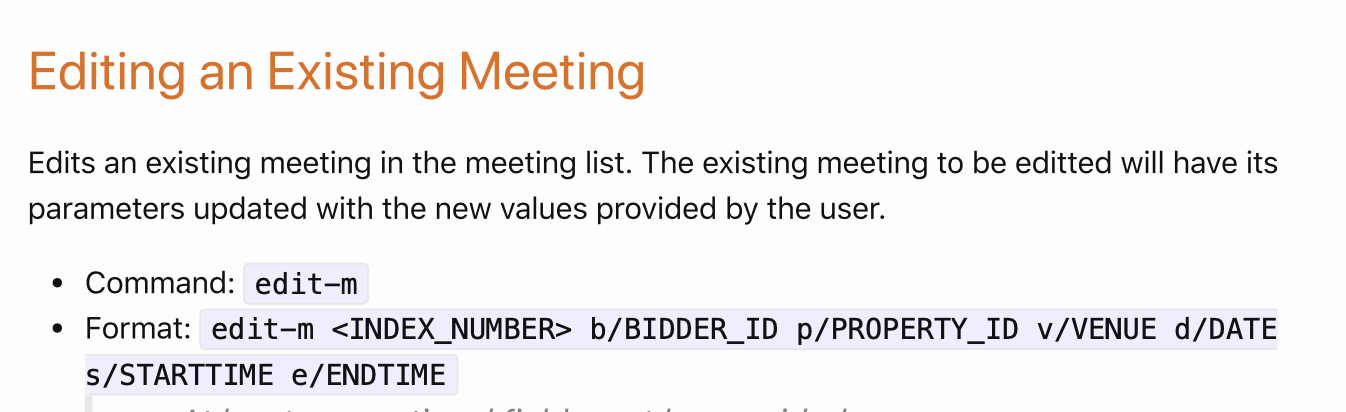 Editing an Existing Meeting
Edits an existing meeting in the meeting list. The existing meeting to be editted will have its
parameters updated with the new values provided by the user.
• Command: edit-m
• Format: edit-m <INDEX_NUMBER> b/BIDDER_ID p/PROPERTY_ID v/VENUE d/DATE
s/STARTTIME e/ENDTIME